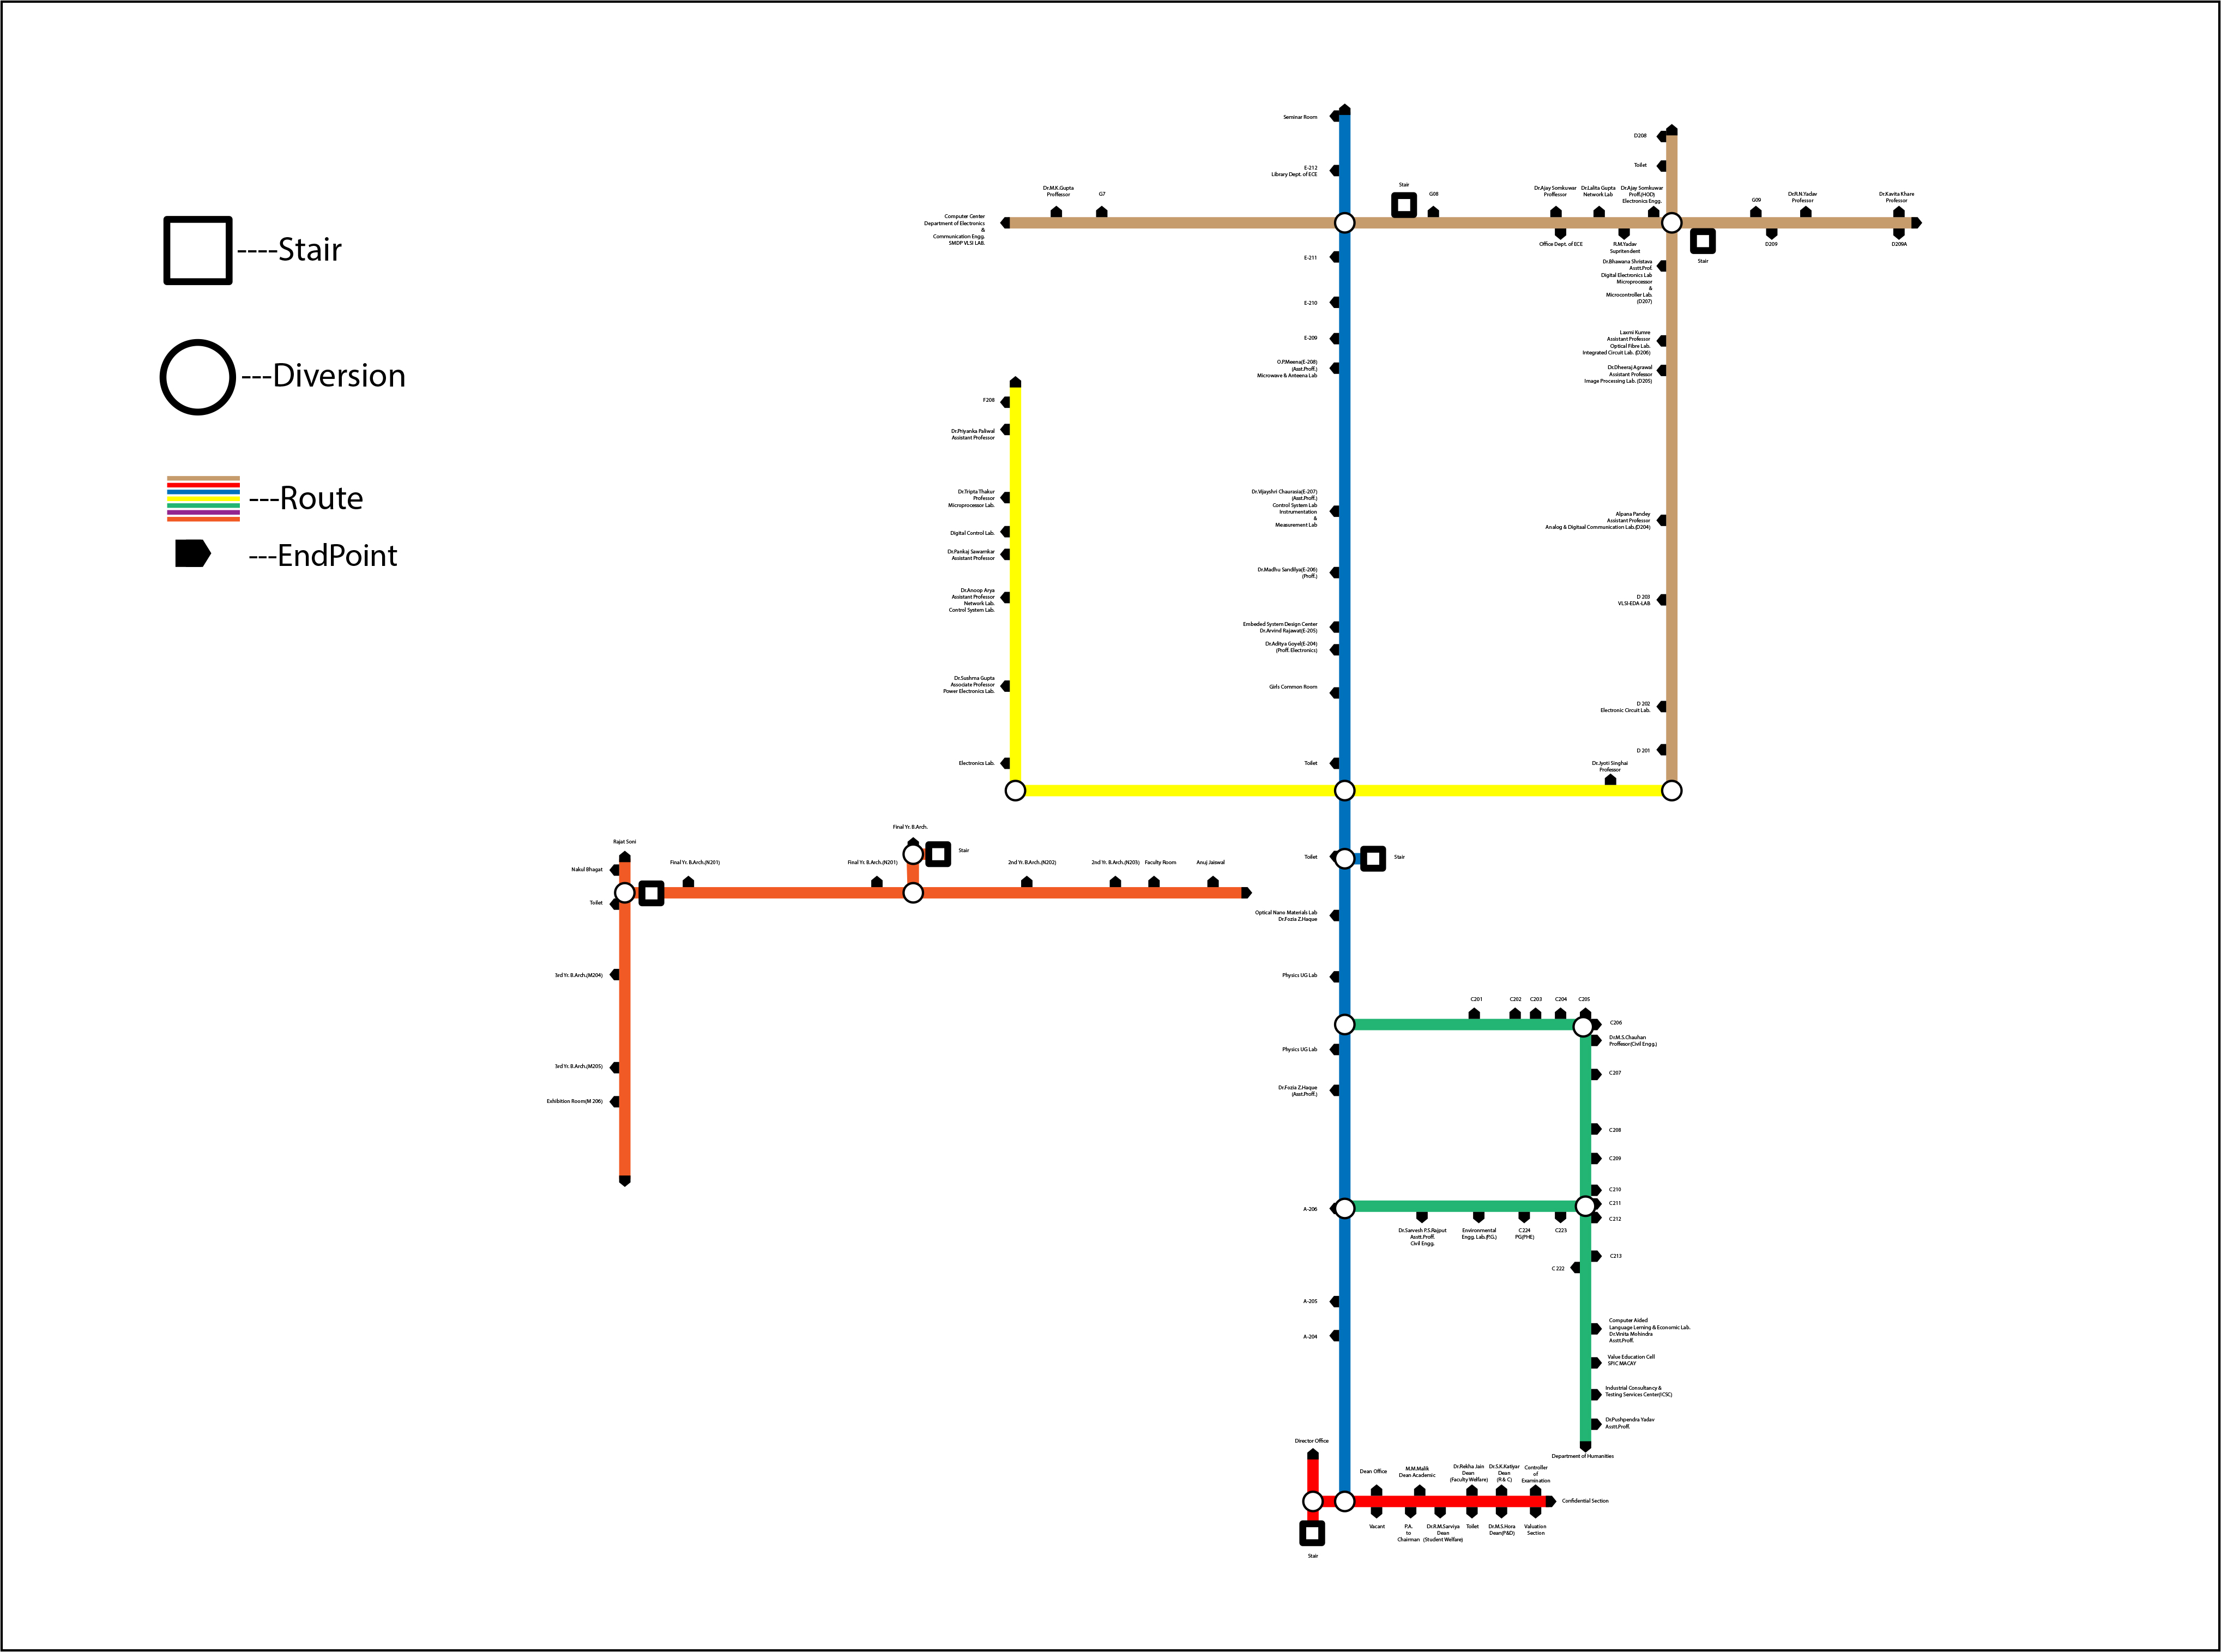 ----Stair
---Diversion
---Route
---EndPoint
Seminar Room
E-212
Library Dept. of ECE
Dr.M.K.Gupta
Proffessor
G7
Computer Center
Department of Electronics
&
Communication Engg.
SMDP VLSI LAB.
Stair
G08
Dr.Ajay Somkuwar
Proffessor
Dr.Lalita Gupta
Network Lab
Dr.Ajay Somkuwar
Proff.(HOD)
Electronics Engg.
Office Dept. of ECE
R.M.Yadav
Supritendent
D208
Toilet
G09
Dr.R.N.Yadav
Professor
Dr.Kavita Khare
Professor
D209
D209A
Stair
Dr.Bhawana Shristava
Asstt.Prof.
Digital Electronics Lab
Microprocessor
&
Microcontroller Lab.
(D207)
Laxmi Kumre
Assistant Professor
Optical Fibre Lab.
Integrated Circuit Lab. (D206)
Dr.Dheeraj Agrawal
Assistant Professor
Image Processing Lab. (D205)
Alpana Pandey
Assistant Professor
Analog & Digitaal Communication Lab.(D204)
D 203
VLSI-EDA-LAB
D 202
Electronic Circuit Lab.
D 201
Dr.Jyoti Singhai
Professor
E-211
E-210
E-209
O.P.Meena(E-208)
(Asst.Proff.)
Microwave & Anteena Lab
Dr.Vijayshri Chaurasia(E-207)
(Asst.Proff.)
Control System Lab
Instrumentation
&
Measurement Lab
Dr.Madhu Sandilya(E-206)
(Proff.)
Embeded System Design Center
Dr.Arvind Rajawat(E-205)
Dr.Aditya Goyel(E-204)
(Proff. Electronics)
Girls Common Room
Toilet
F208
Dr.Priyanka Paliwal
Assistant Professor
Dr.Tripta Thakur
Professor
Microprocessor Lab.
Digital Control Lab.
Dr.Pankaj Sawarnkar
Assistant Professor
Dr.Anoop Arya
Assistant Professor
Network Lab.
Control System Lab.
Dr.Sushma Gupta
Associate Professor
Power Electronics Lab.
Electronics Lab.
Rajat Soni
Nakul Bhagat
Toilet
Final Yr. B.Arch.(N201)
Final Yr. B.Arch.(N201)
Final Yr. B.Arch.
Stair
2nd Yr. B.Arch.(N202)
2nd Yr. B.Arch.(N203)
Faculty Room
Anuj Jaiswal
3rd Yr. B.Arch.(M204)
3rd Yr. B.Arch.(M205)
Exhibition Room(M 206)
Toilet
Stair
Optical Nano Materials Lab
Dr.Fozia Z.Haque
Physics UG Lab
Physics UG Lab
Dr.Fozia Z.Haque
(Asst.Proff.)
A-206
A-205
A-204
C201
C202
C203
C204
C205
C206
Dr.M.S.Chauhan
Proffesor(Civil Engg.)
C207
C208
C209
C210
C211
C212
C213
Dr.Sarvesh P.S.Rajput
Asstt.Proff.
Civil Engg.
Environmental
Engg. Lab.(P.G.)
C224
PG(PHE)
C223
C 222
Computer Aided
Language Lerning & Economic Lab.
Dr.Vinita Mohindra
Asstt.Proff.
Value Education Cell
SPIC MACAY
Industrial Consultancy &
Testing Services Center(ICSC)
Dr.Pushpendra Yadav
Asstt.Proff.
Department of Humanities
Director Office
Dean Office
M.M.Malik
Dean Academic
Dr.Rekha Jain
Dean
(Faculty Welfare)
Dr.S.K.Katiyar
Dean
(R & C)
Controller
of
Examination
Confidential Section
Vacant
P.A.
to
Chairman
Dr.R.M.Sarviya
Dean
(Student Welfare)
Toilet
Dr.M.S.Hora
Dean(P&D)
Valuation
Section
Stair